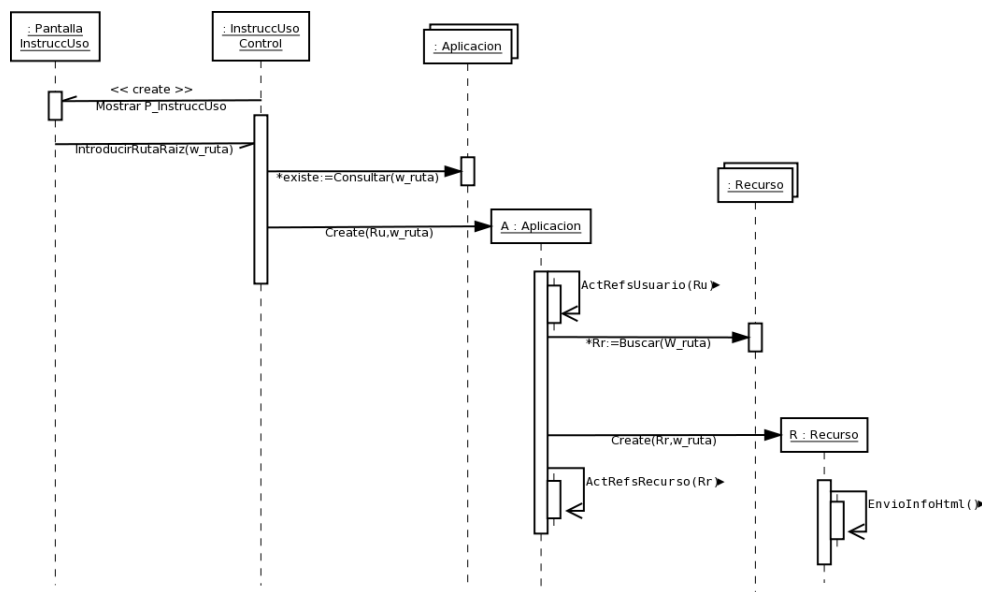 : Pantalla
InstruccUso
: InstruccUso
Control
: Aplicacion
<< create >>
Mostrar P_InstruccUso
IntroducirRutaRaiz(w_ruta)
*existe:=Consultar(w_ruta)
: Recurso
Create(Ru,w_ruta)
A : Aplicacion
ActRefsUsuario(Ru)
*Rr:=Buscar(W_ruta)
Create(Rr,w_ruta)
R : Recurso
ActRefsRecurso(Rr)
EnvioInfoHtml()